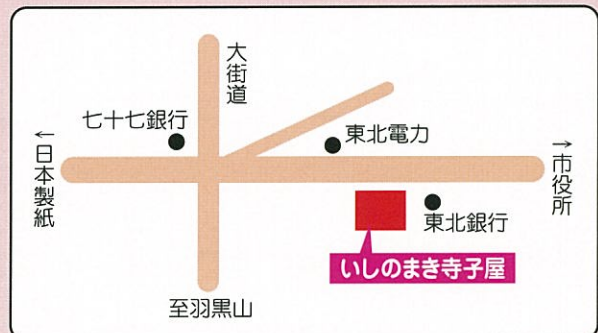 大街道
七十七銀行
東北電力
←日本製紙
→市役所
東北銀行
いしのまき寺子屋
至羽黒山